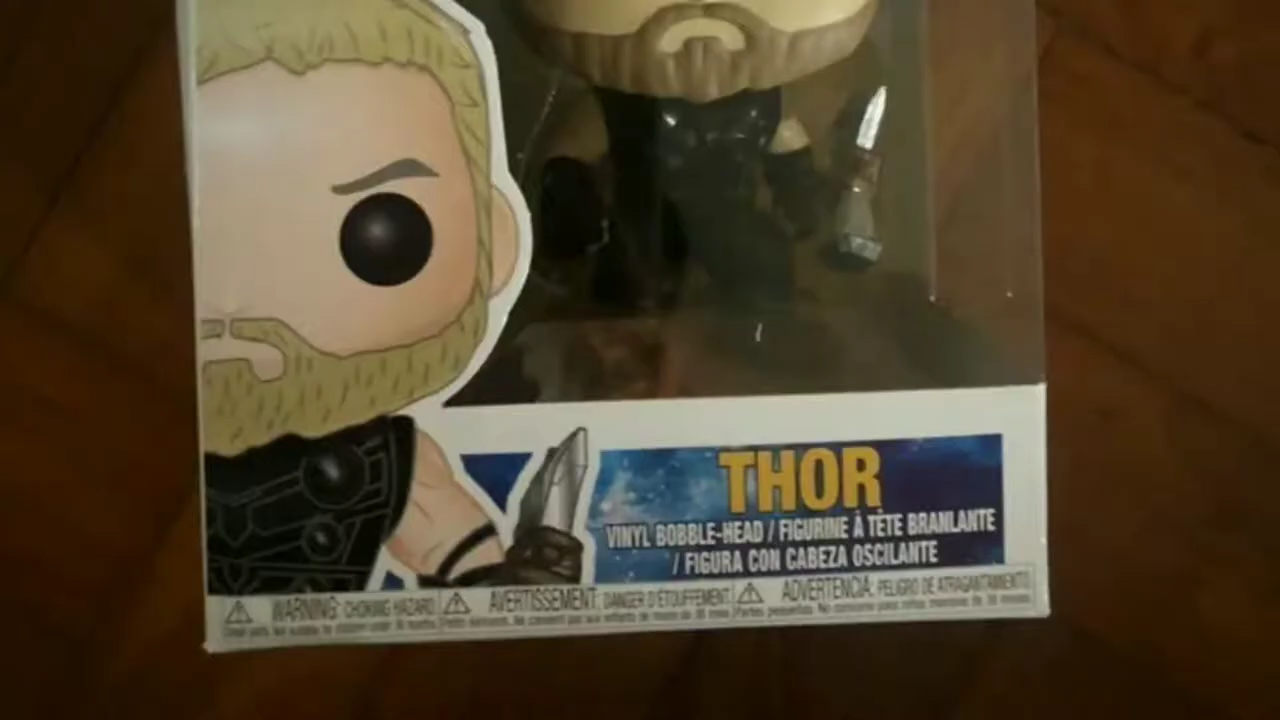 THOR
VINYL BOBBLE-HEAD / FIGURINE À TÊTE BRANLANTE
/ FIGURA CON CABEZA OSCILANTE
WARNING: CHOKING HAZARD.
AVERTISSEMENT: DANGER D'ÉTOUFFEMENT
ADVERTENCIA: PELIGRO DE ATRAGANTAMIENTO